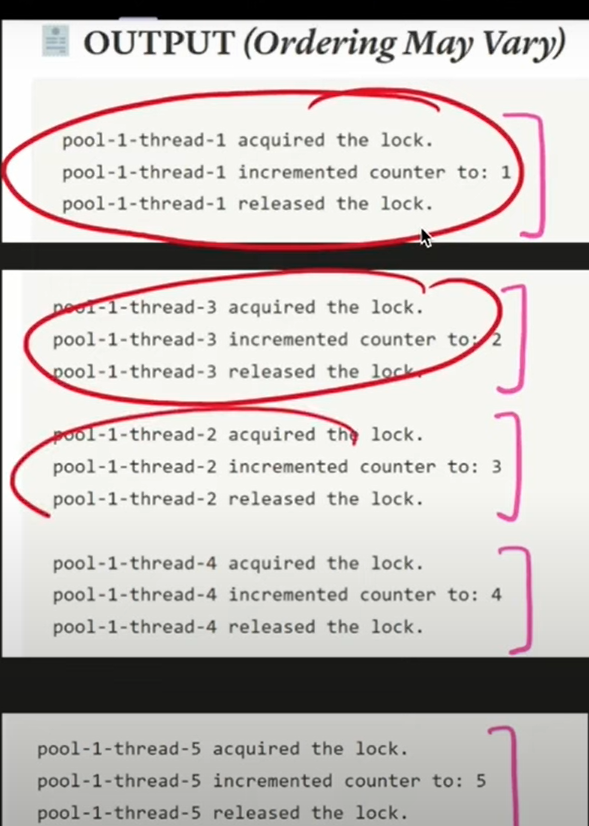 OUTPUT (Ordering May Vary)
pool-1-thread-1 acquired the lock.
pool-1-thread-1 incremented counter to: 1
pool-1-thread-1 released the lock.
pool-1-thread-3 acquired the lock.
pool-1-thread-3 incremented counter to: 2
pool-1-thread-3 released the lock.
pool-1-thread-2 acquired the lock.
pool-1-thread-2 incremented counter to: 3
pool-1-thread-2 released the lock.
pool-1-thread-4 acquired the lock.
pool-1-thread-4 incremented counter to: 4
pool-1-thread-4 released the lock.
pool-1-thread-5 acquired the lock.
pool-1-thread-5 incremented counter to: 5
pool-1-thread-5 released the lock.